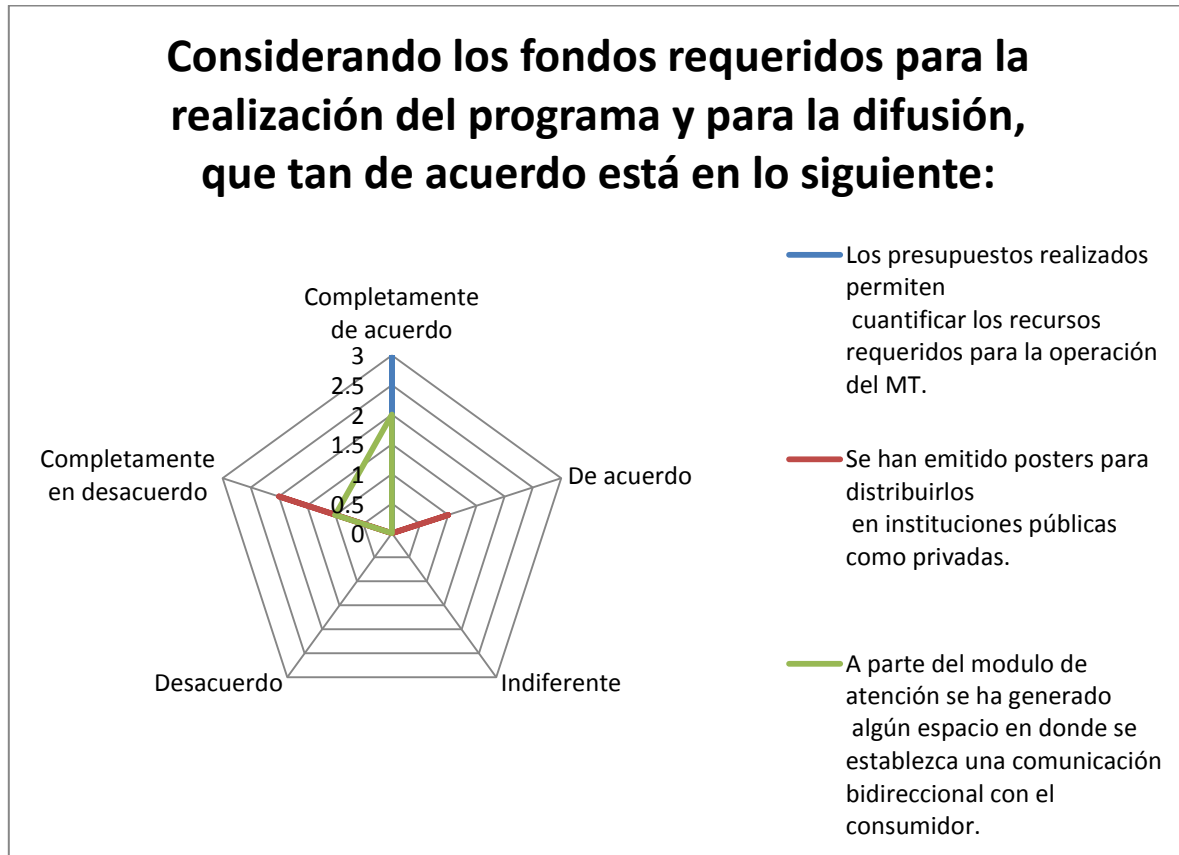 Considerando los fondos requeridos para la
realización del programa y para la difusión,
que tan de acuerdo está en lo siguiente:
Completamente
de acuerdo
3
2.5
2
1.5
1
0.5
0
De acuerdo
Indiferente
Desacuerdo
Completamente
en desacuerdo
Los presupuestos realizados
permiten
cuantificar los recursos
requeridos para la operación
del MT.
Se han emitido posters para
distribuirlos
en instituciones públicas
como privadas.
A parte del modulo de
atención se ha generado
algún espacio en donde se
establezca una comunicación
bidireccional con el
consumidor.